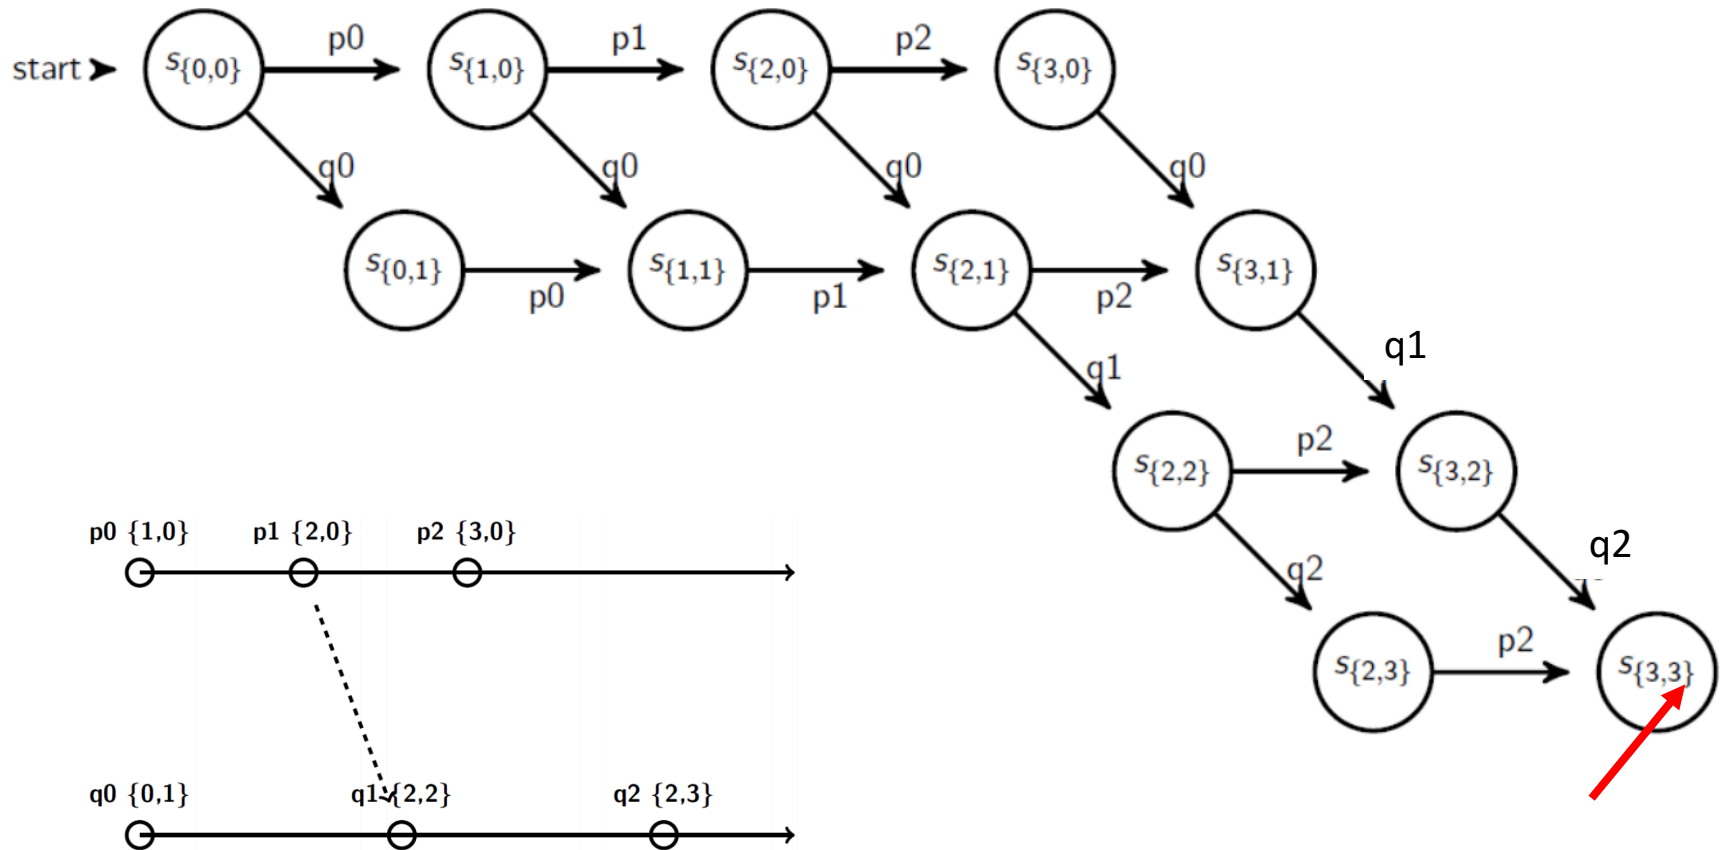 p0 p1 p2
start S{0,0} S{1,0} S{2,0} S{3,0}
q0 q0 q0 q0
S{0,1} S{1,1} S{2,1} S{3,1}
p0 p1 p2
q1 q1
p2
S{2,2} S{3,2}
p0 {1,0} p1 {2,0} p2 {3,0}
q2 q2
p2
S{2,3} S{3,3}
q0 {0,1} q1 {2,2} q2 {2,3}